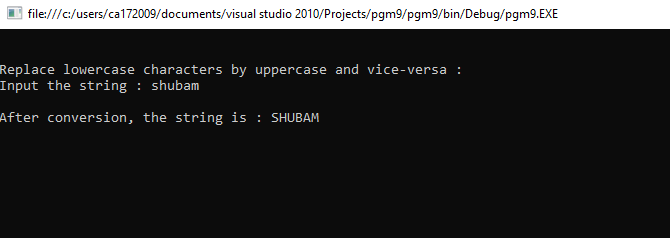 file:///c:/users/ca172009/documents/visual studio 2010/Projects/pgm9/pgm9/bin/Debug/pgm9.EXE
Replace lowercase characters by uppercase and vice-versa :
Input the string : shubam
After conversion, the string is : SHUBAM